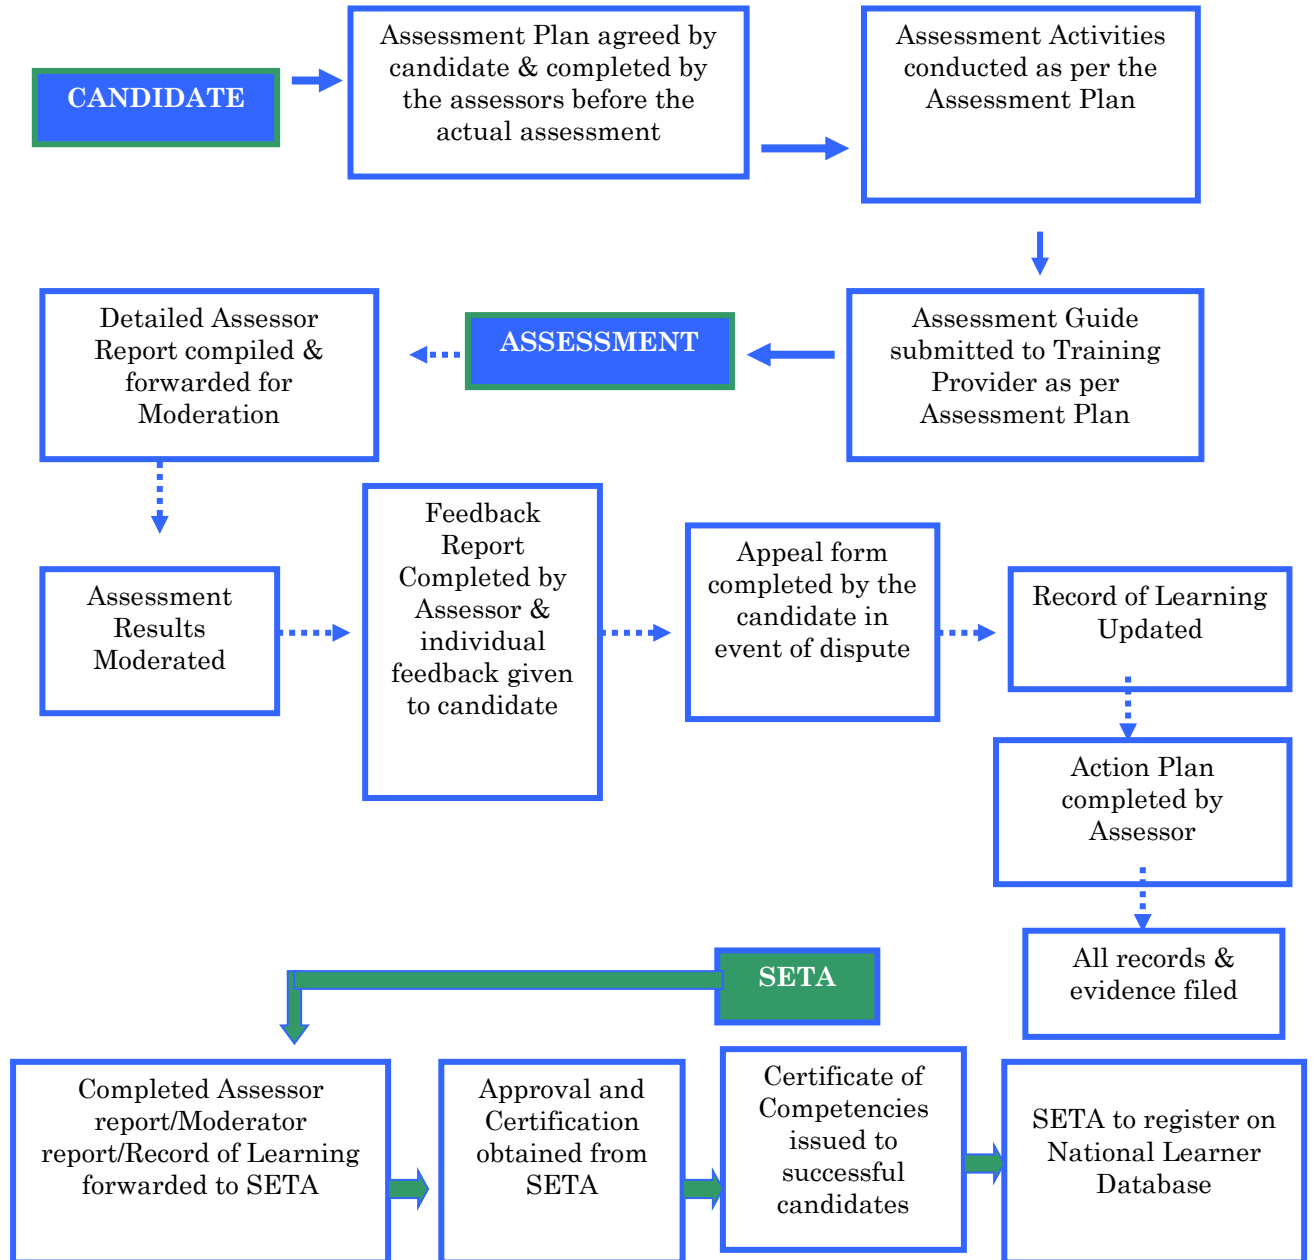 CANDIDATE
Assessment Plan agreed by
candidate & completed by
the assessors before the
actual assessment
Assessment Activities
conducted as per the
Assessment Plan
Assessment Guide
submitted to Training
Provider as per
Assessment Plan
ASSESSMENT
Detailed Assessor
Report compiled &
forwarded for
Moderation
Assessment
Results
Moderated
Feedback
Report
Completed by
Assessor &
individual
feedback given
to candidate
Appeal form
completed by the
candidate in
event of dispute
Record of Learning
Updated
Action Plan
completed by
Assessor
All records &
evidence filed
SETA
Completed Assessor
report/Moderator
report/Record of Learning
forwarded to SETA
Approval and
Certification
obtained from
SETA
Certificate of
Competencies
issued to
successful
candidates
SETA to register on
National Learner
Database